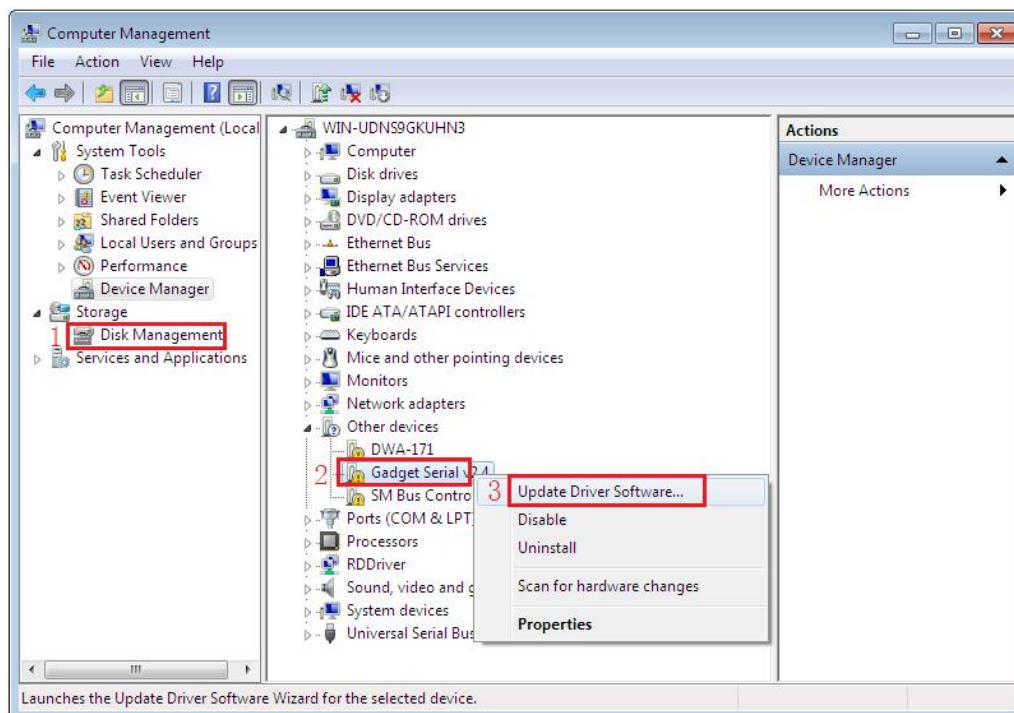 Computer Management
File Action View Help
Computer Management (Local
System Tools
Task Scheduler
Event Viewer
Shared Folders
Local Users and Groups
Performance
Device Manager
Storage
1 Disk Management
Services and Applications
WIN-UDNS9GKUHN3
Computer
Disk drives
Display adapters
DVD/CD-ROM drives
Ethernet Bus
Ethernet Bus Services
Human Interface Devices
IDE ATA/ATAPI controllers
Keyboards
Mice and other pointing devices
Monitors
Network adapters
Other devices
DWA-171
2 Gadget Serial v2.4
SM Bus Contro
Ports (COM & LPT
Processors
RDDriver
Sound, video and g
System devices
Universal Serial Bus
3 Update Driver Software...
Disable
Uninstall
Scan for hardware changes
Properties
Actions
Device Manager
More Actions
Launches the Update Driver Software Wizard for the selected device.